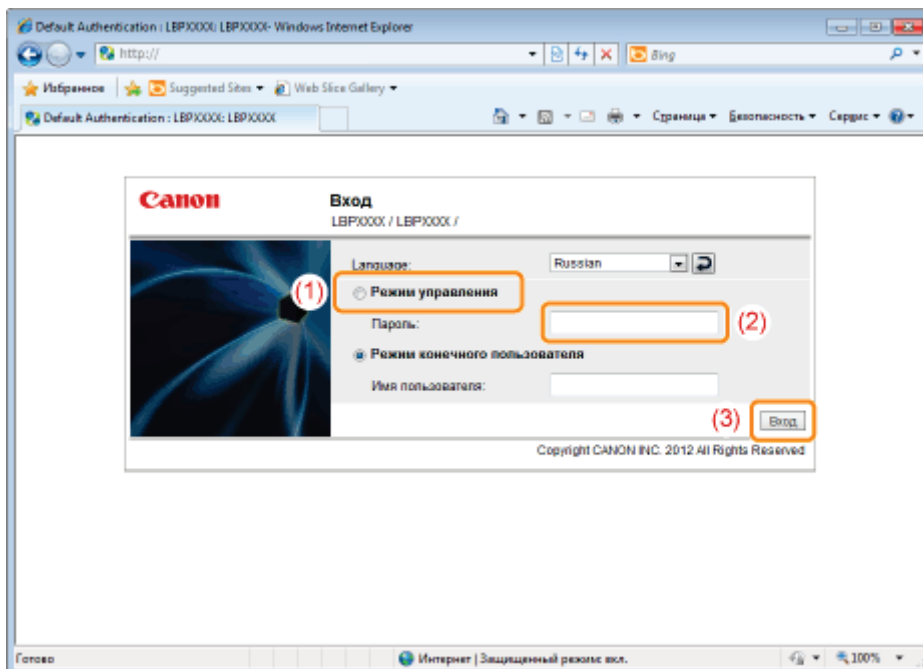 Default Authentication : LBPXXXX: LBPXXXX- Windows Internet Explorer
http://
Bing
Избранное Suggested Sites Web Slice Gallery
Default Authentication : LBPXXXX: LBPXXXX
Страница Безопасность Сервис
Canon
Вход
LBPXXXX / LBPXXXX /
Language: Russian
(1) Режим управления
Пароль: (2)
Режим конечного пользователя
Имя пользователя:
(3) Вход
Copyright CANON INC. 2012 All Rights Reserved
Готово Интернет | Защищенный режим: вкл. 100%